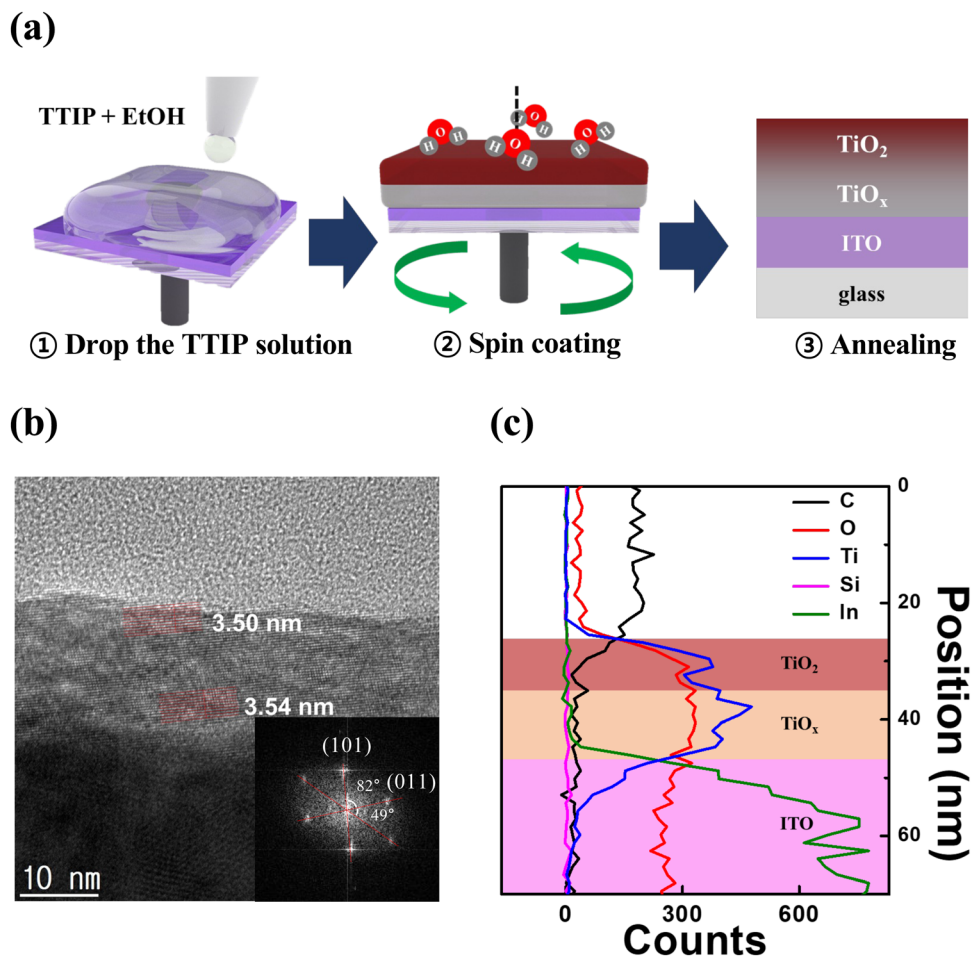 (a)
TTIP + EtOH
O H H
H O H
H O H
O H H
① Drop the TTIP solution
② Spin coating
TiO₂
TiOₓ
ITO
glass
③ Annealing
(b)
3.50 nm
3.54 nm
(101)
(011)
82°
49°
10 nm
(c)
C
O
Ti
Si
In
TiO₂
TiOₓ
ITO
0
20
40
60
Position (nm)
0 300 600
Counts